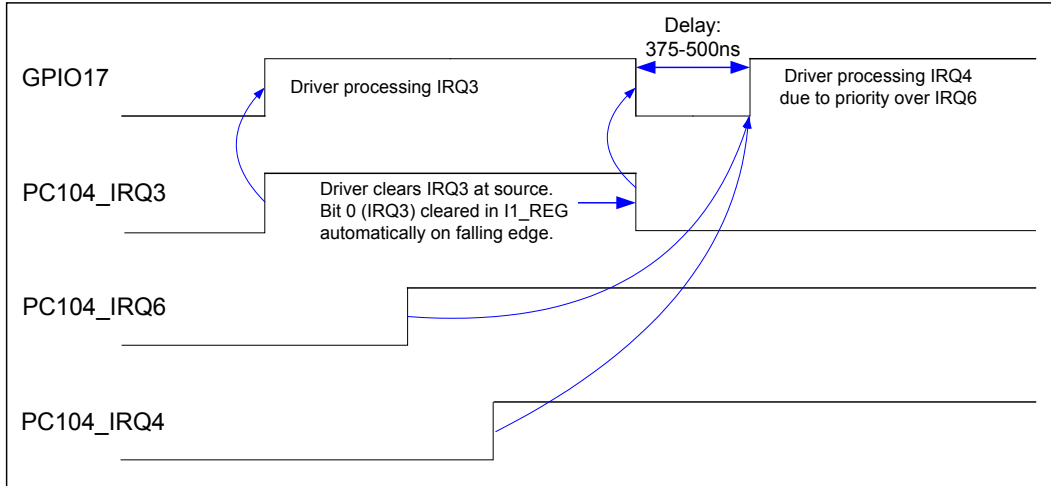 Delay:
375-500ns
GPIO17
Driver processing IRQ3
Driver processing IRQ4
due to priority over IRQ6
PC104_IRQ3
Driver clears IRQ3 at source.
Bit 0 (IRQ3) cleared in I1_REG
automatically on falling edge.
PC104_IRQ6
PC104_IRQ4